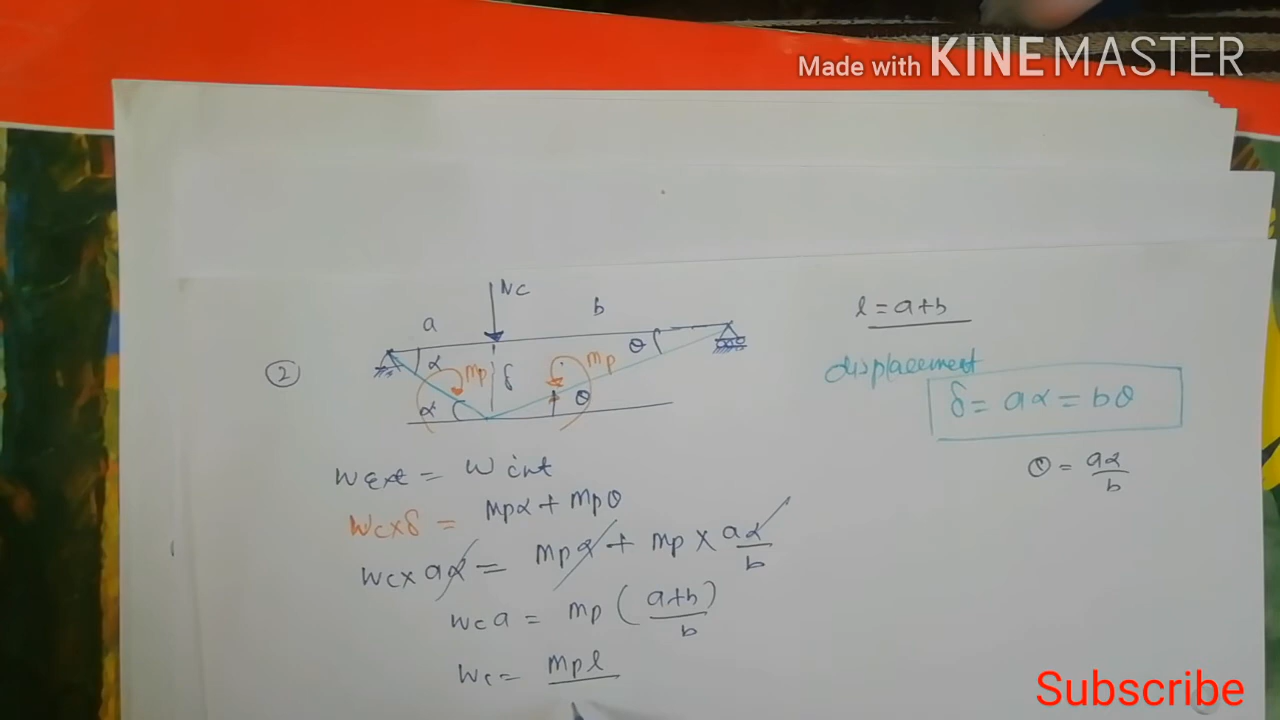 Made with KINEMASTER
Wc
a
b
l = a+b
②
α
Mp
δ
Mp
θ
α
θ
displacement
δ = aα = bθ
θ = aα/b
Wext = Wint
Wc×δ = Mpα + Mpθ
Wc×aα = Mpα + Mp × aα/b
Wc a = Mp (a+b/b)
Wc = Mpl
Subscribe